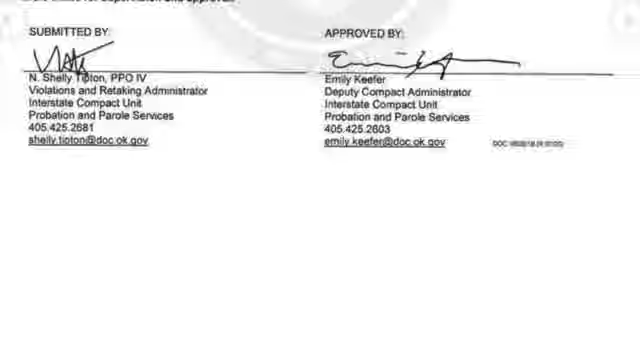 SUBMITTED BY:
N. Shelly Tipton, PPO IV
Violations and Retaking Administrator
Interstate Compact Unit
Probation and Parole Services
405.425.2681
shelly.tipton@doc.ok.gov
APPROVED BY:
Emily Keefer
Deputy Compact Administrator
Interstate Compact Unit
Probation and Parole Services
405.425.2603
emily.keefer@doc.ok.gov
DOC